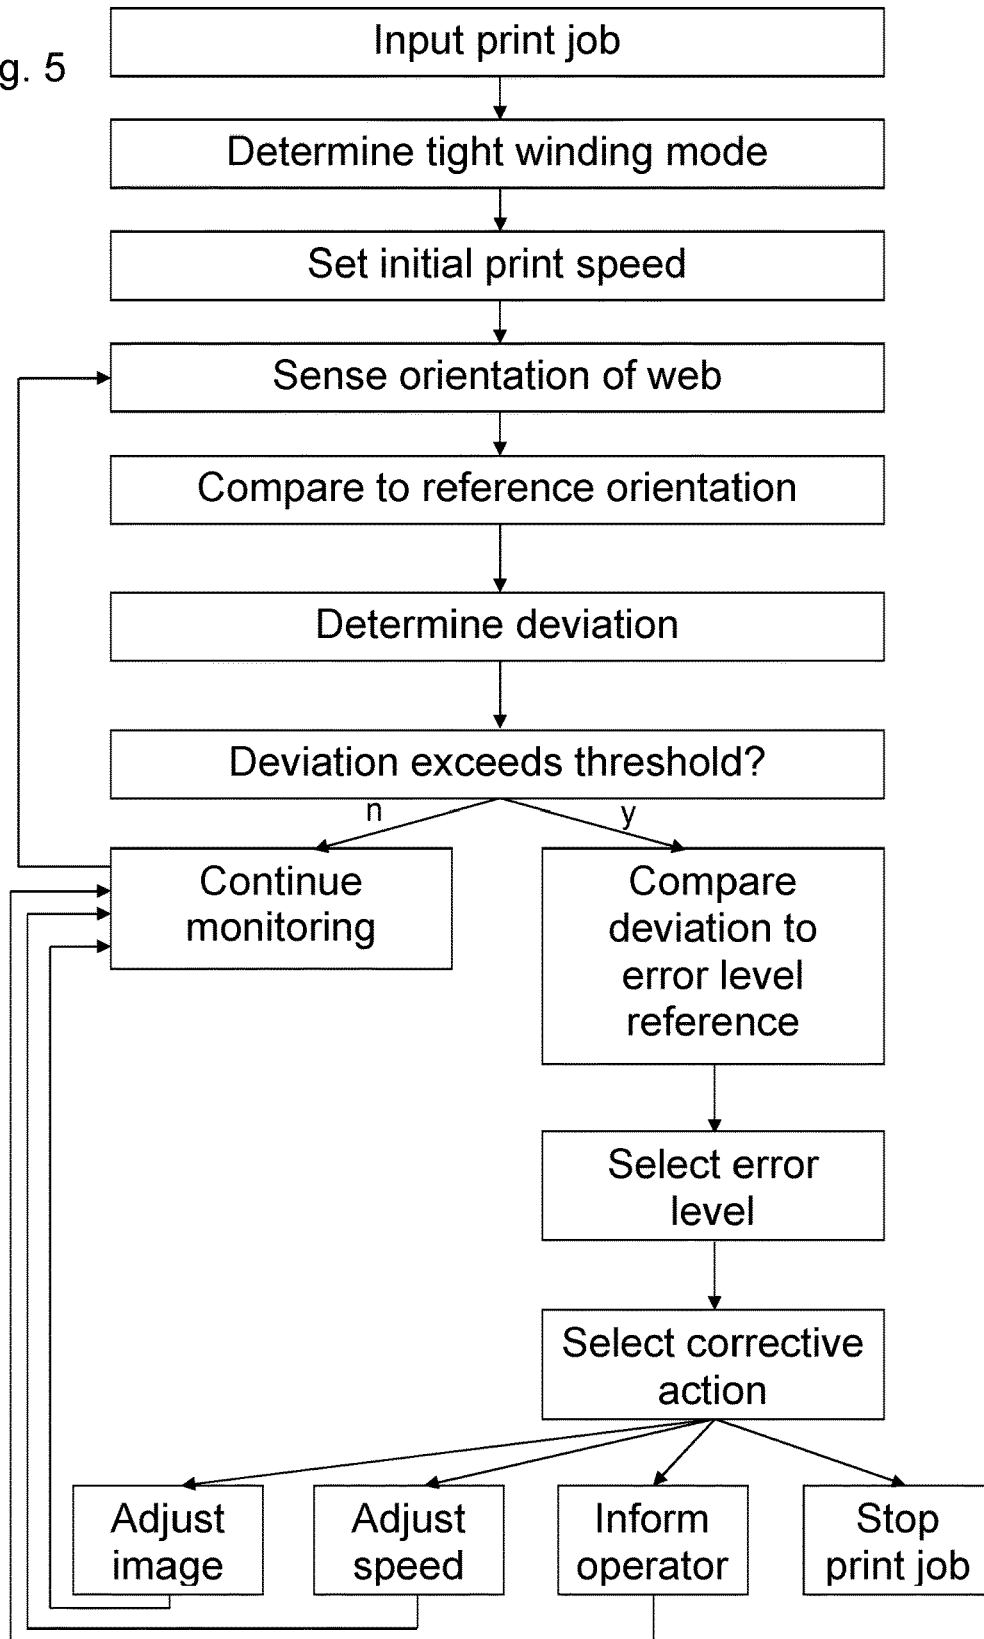 Input print job
g. 5
Determine tight winding mode
Set initial print speed
Sense orientation of web
Compare to reference orientation
Determine deviation
Deviation exceeds threshold?
n
y
Continue
monitoring
Compare
deviation to
error level
reference
Select error
level
Select corrective
action
Adjust
image
Adjust
speed
Inform
operator
Stop
print job